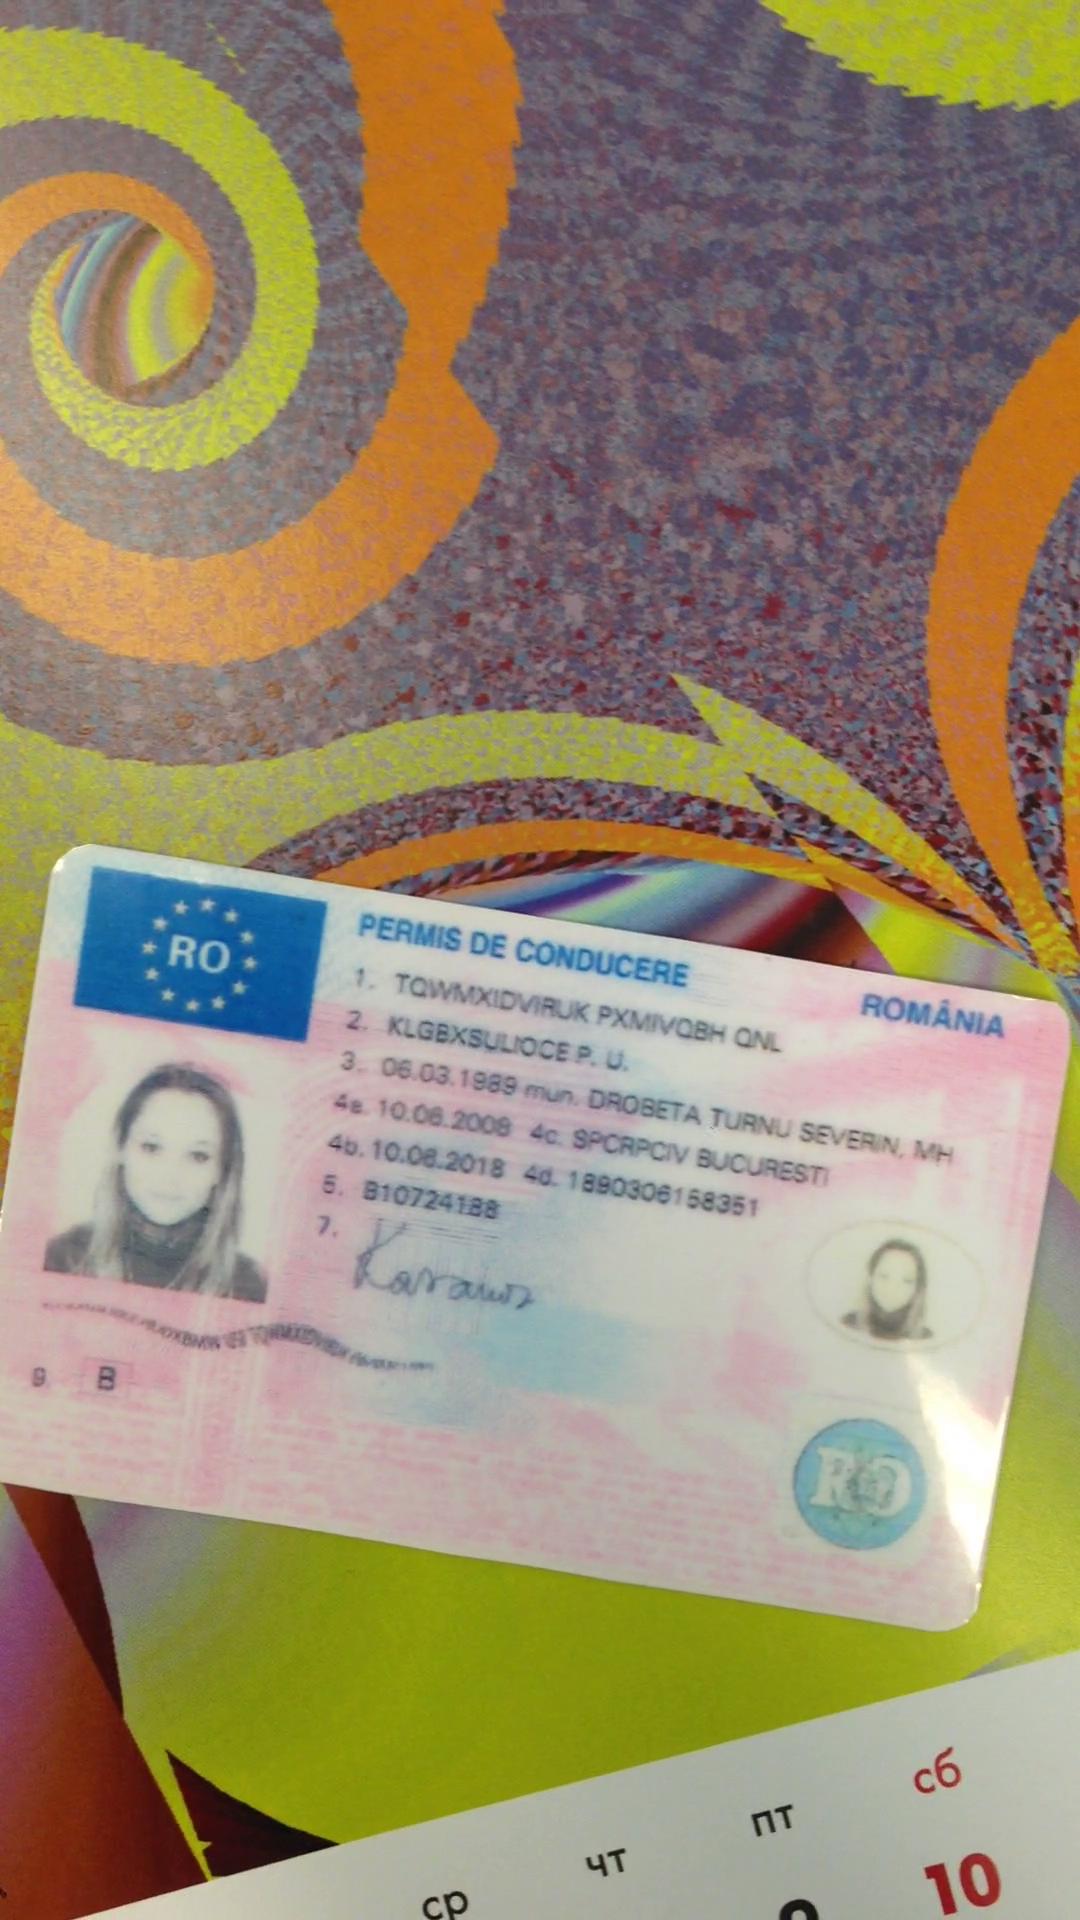 RO
PERMIS DE CONDUCERE
ROMÂNIA
1. TQWMXIDVIRUK PXMIVQBH QNL
2. KLGBXSULIOCE P. U.
3. 06.03.1989 mun. DROBETA TURNU SEVERIN, MH
4a. 10.06.2008 4c. SPCRPCIV BUCURESTI
4b. 10.06.2018 4d. 1890306158351
5. B10724188
7.
9. B
RO
ср чт пт сб
9 10